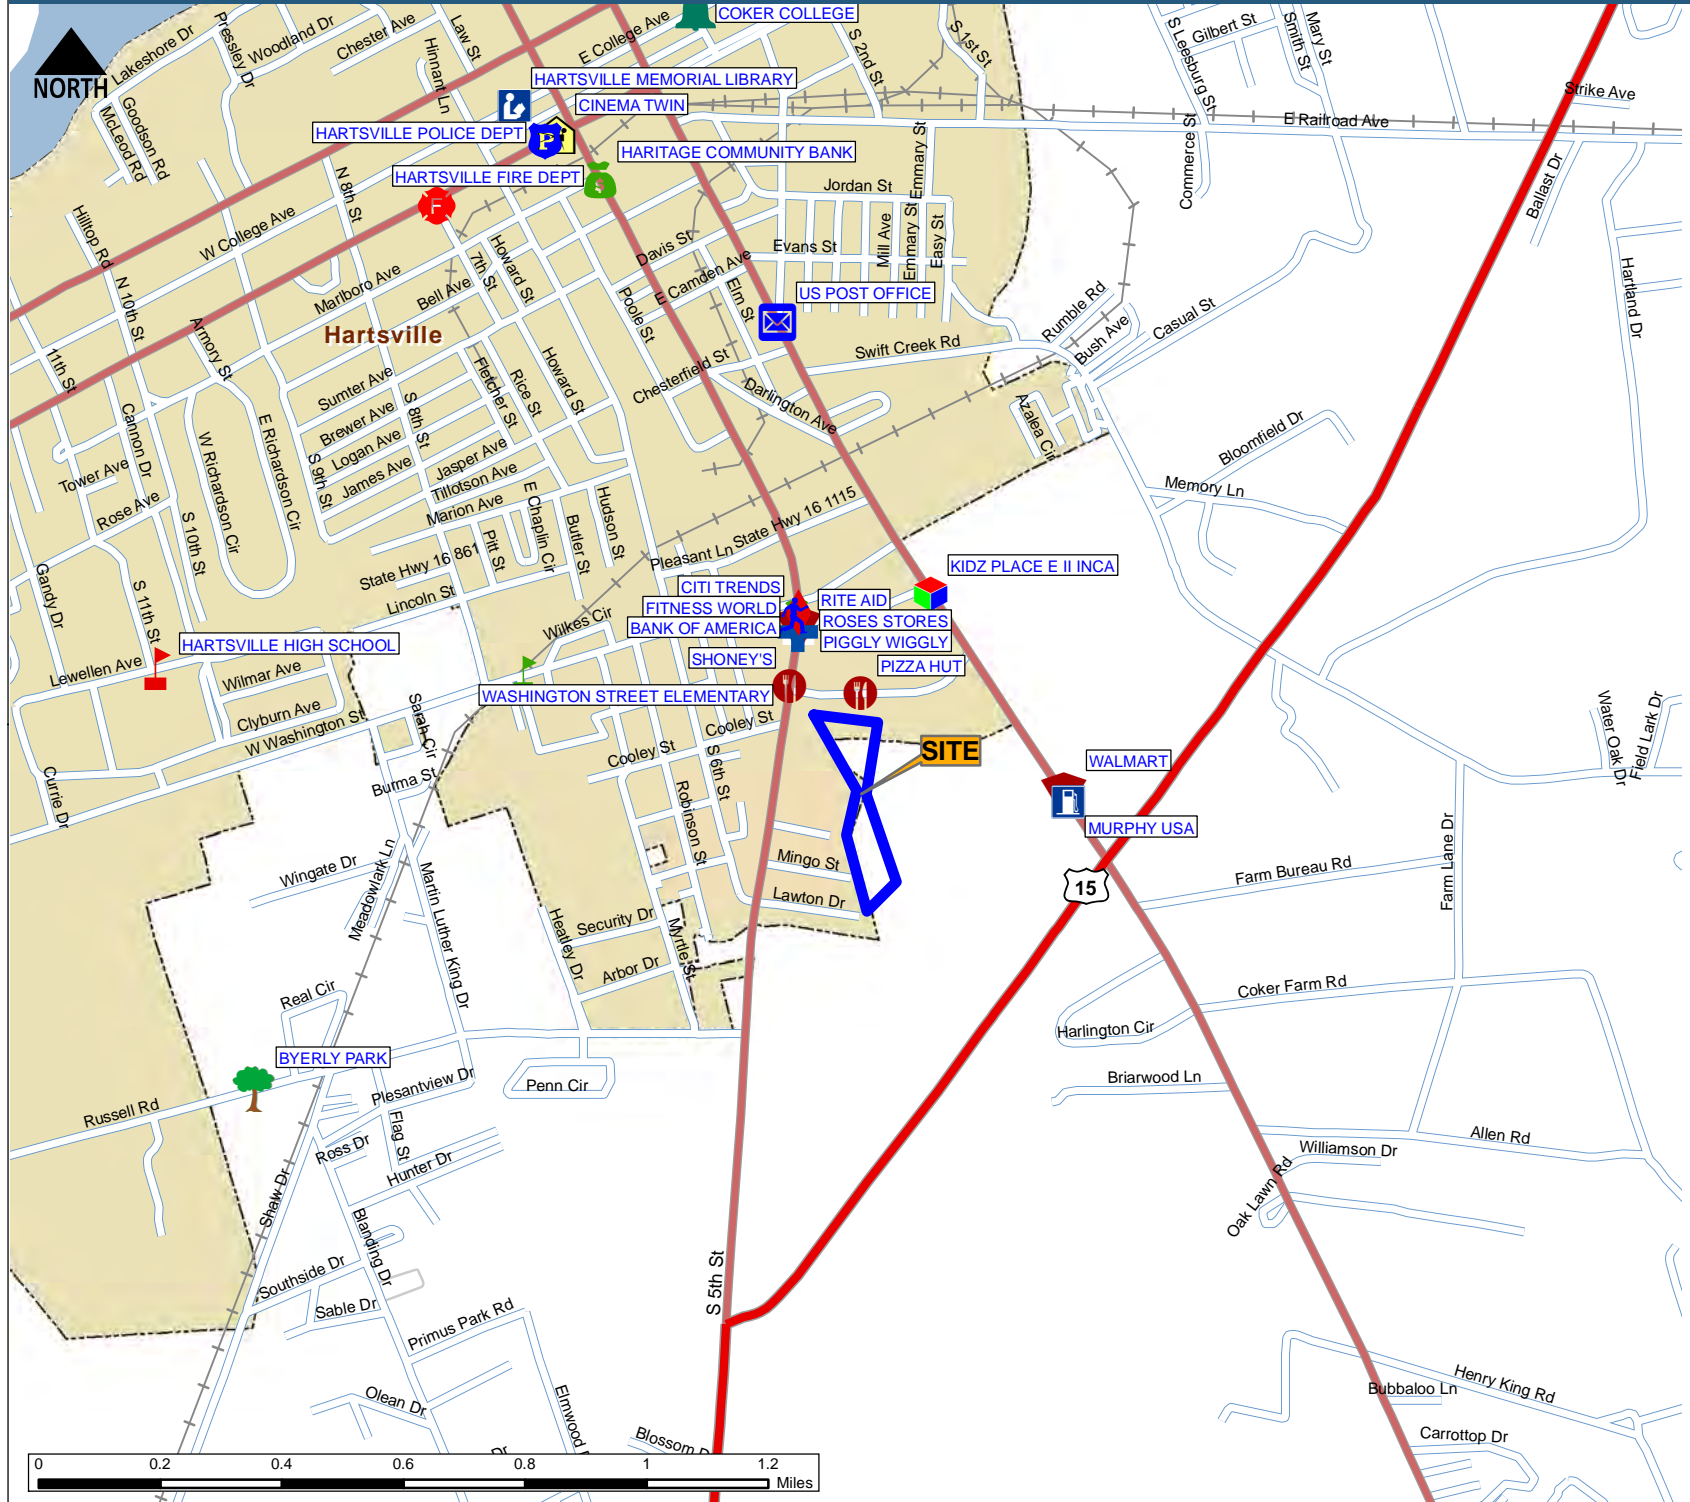 NORTH
COKER COLLEGE
Lakeshore Dr
Pressley Dr
Woodland Dr
Chester Ave
Law St
Hinnant Ln
E College Ave
S 2nd St
S 1st St
S Leesburg St
Gilbert St
Smith St
Mary St
Strike Ave
HARTSVILLE MEMORIAL LIBRARY
CINEMA TWIN
HARTSVILLE POLICE DEPT
HARITAGE COMMUNITY BANK
HARTSVILLE FIRE DEPT
P
F
$
Goodson Rd
McLeod Rd
Hilltop Rd
N 8th St
W College Ave
N 10th St
Marlboro Ave
Bell Ave
7th St
Howard St
Jordan St
Emmary St
Commerce St
E Railroad Ave
Ballast Dr
Davis St
E Camden Ave
Evans St
Mill Ave
Emmary St
Easy St
Elm St
Poole St
US POST OFFICE
Hartland Dr
Rumble Rd
Bush Ave
Casual St
Hartsville
Armory St
11th St
Swift Creek Rd
Chesterfield St
Darlington Ave
Azalea Cir
Sumter Ave
Brewer Ave
Logan Ave
James Ave
Fletcher St
Rice St
Howard St
S 8th St
S 9th St
Jasper Ave
Tillotson Ave
Marion Ave
Cannon Dr
W Richardson Cir
E Richardson Cir
Tower Ave
Rose Ave
S 10th St
Bloomfield Dr
Memory Ln
E Chaplin Cir
Pitt St
Butler St
Hudson St
State Hwy 16 1115
Pleasant Ln
State Hwy 16 861
Lincoln St
Gandy Dr
S 11th St
Wilkes Cir
KIDZ PLACE E II INCA
CITI TRENDS
FITNESS WORLD
BANK OF AMERICA
RITE AID
ROSES STORES
PIGGLY WIGGLY
SHONEY'S
PIZZA HUT
HARTSVILLE HIGH SCHOOL
WASHINGTON STREET ELEMENTARY
Lewellen Ave
Wilmar Ave
Clyburn Ave
W Washington St
Sarah Cir
Cooley St
Cooley St
S 6th St
Currie Dr
Burma St
Robinson St
SITE
WALMART
MURPHY USA
15
Water Oak Dr
Field Lark Dr
Farm Lane Dr
Farm Bureau Rd
Mingo St
Lawton Dr
Wingate Dr
Meadowlark Ln
Martin Luther King Dr
Heatley Dr
Security Dr
Arbor Dr
Myrtle St
Real Cir
Coker Farm Rd
Harlington Cir
Briarwood Ln
BYERLY PARK
Russell Rd
Plesantview Dr
Penn Cir
Flag St
Ross Dr
Hunter Dr
Shaw Dr
Blanding Dr
Allen Rd
Williamson Dr
Oak Lawn Rd
Southside Dr
Sable Dr
S 5th St
Primus Park Rd
Olean Dr
Elmwood
Dr
Blossom
Henry King Rd
Bubbaloo Ln
Carrottop Dr
0 0.2 0.4 0.6 0.8 1 1.2
Miles